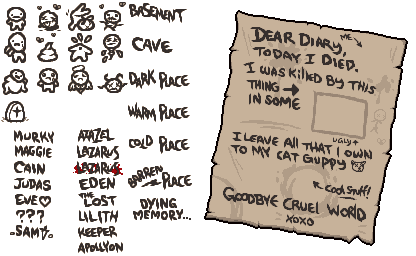 BASEMENT
CAVE
DARK PLACE
WARM PLACE
COLD PLACE
BARREN PLACE
DYING
MEMORY...
MURKY
MAGGIE
CAIN
JUDAS
EVE♡
???
-SAM-
AZAZEL
LAZARUS
LAZARUS
EDEN
THE
LOST
LILITH
KEEPER
APOLLYON
DEAR DIARY,
ME
TODAY I DIED.
I WAS KILLED BY THIS
THING →
IN SOME
UGLY↑
I LEAVE ALL THAT I OWN
TO MY CAT GUPPY
↖COOL STUFF!
GOODBYE CRUEL WORLD
XOXO